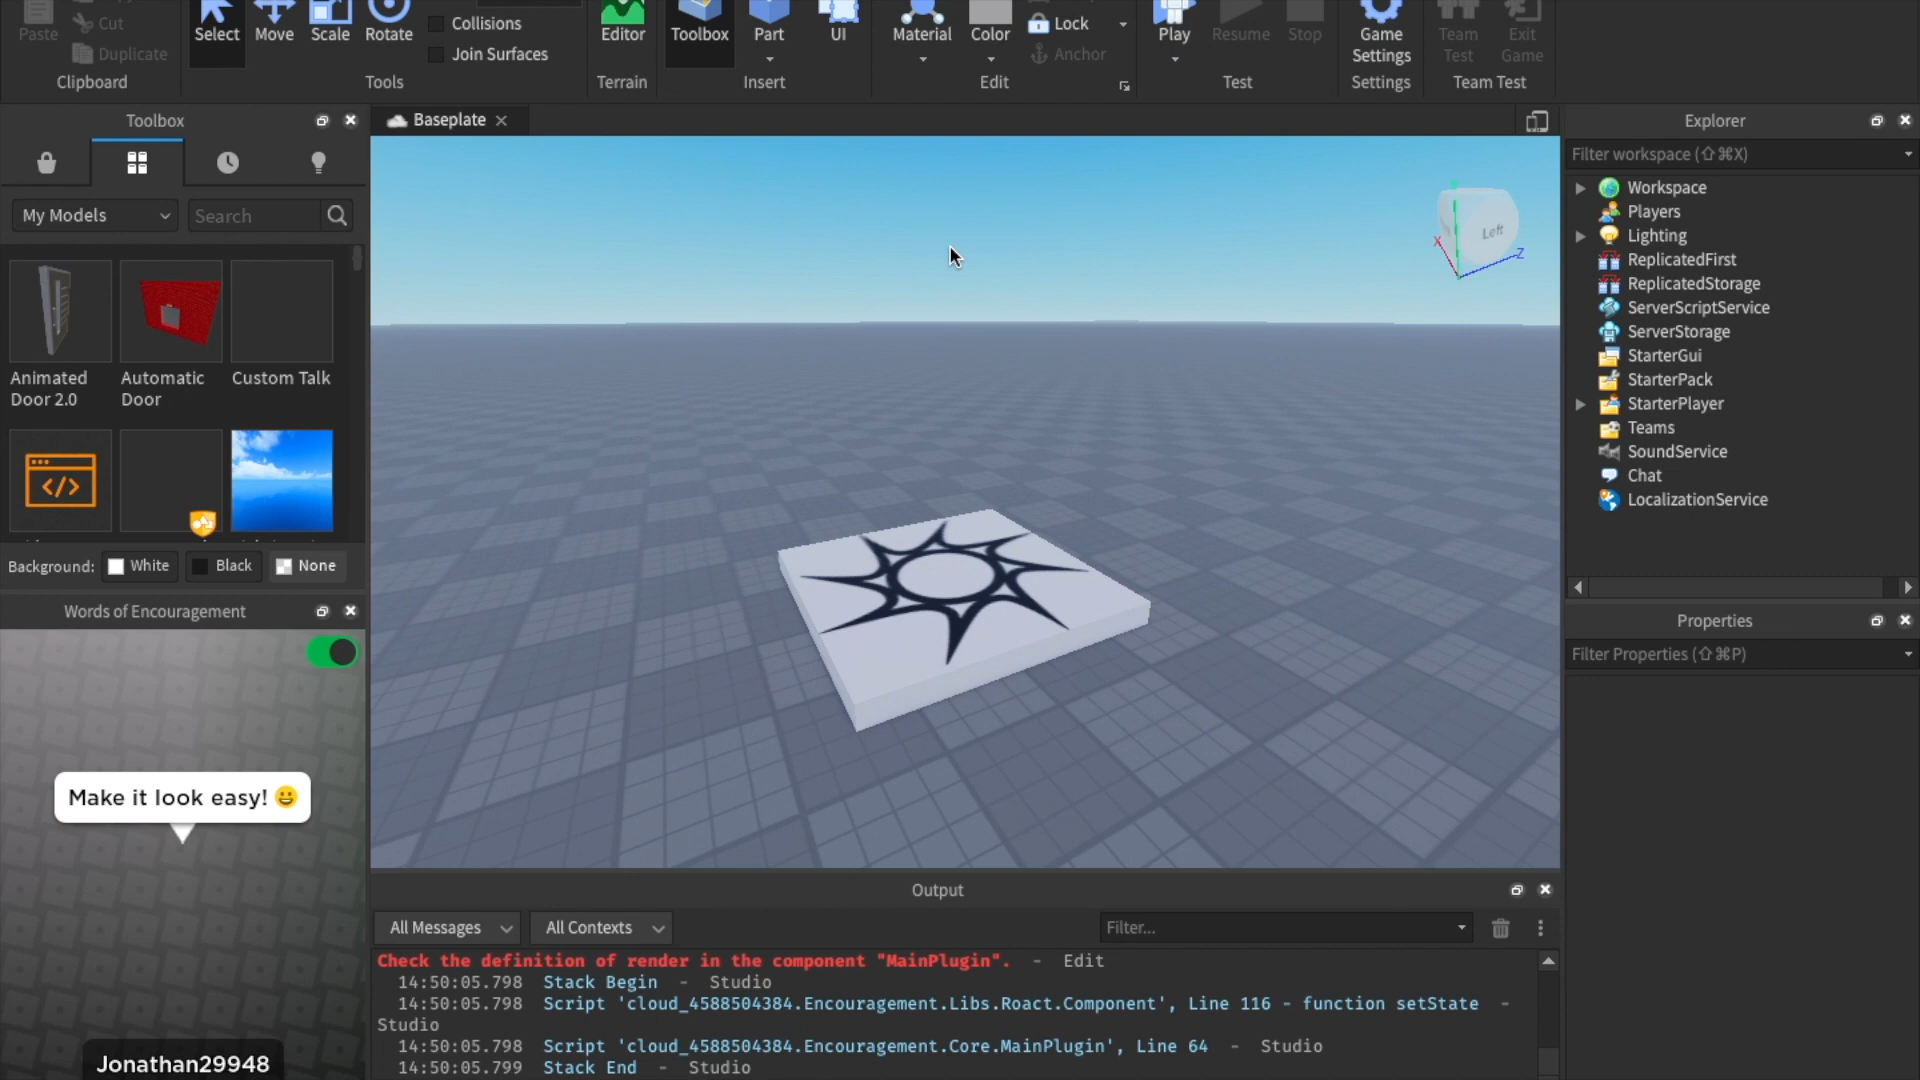 Paste
Cut
Duplicate
Clipboard
Select
Move
Scale
Rotate
Collisions
Join Surfaces
Tools
Editor
Terrain
Toolbox
Part
UI
Insert
Material
Color
Lock
Anchor
Edit
Play
Resume
Stop
Test
Game
Settings
Settings
Team
Test
Exit
Game
Team Test
Toolbox
My Models
Search
Animated
Door 2.0
Automatic
Door
Custom Talk
Background:
White
Black
None
Words of Encouragement
Make it look easy! 😀
Jonathan29948
Baseplate
Left
X
Z
Output
All Messages
All Contexts
Filter...
Check the definition of render in the component "MainPlugin". - Edit
14:50:05.798 Stack Begin - Studio
14:50:05.798 Script 'cloud_4588504384.Encouragement.Libs.Roact.Component', Line 116 - function setState -
Studio
14:50:05.798 Script 'cloud_4588504384.Encouragement.Core.MainPlugin', Line 64 - Studio
14:50:05.799 Stack End - Studio
Explorer
Filter workspace (⇧⌘X)
Workspace
Players
Lighting
ReplicatedFirst
ReplicatedStorage
ServerScriptService
ServerStorage
StarterGui
StarterPack
StarterPlayer
Teams
SoundService
Chat
LocalizationService
Properties
Filter Properties (⇧⌘P)